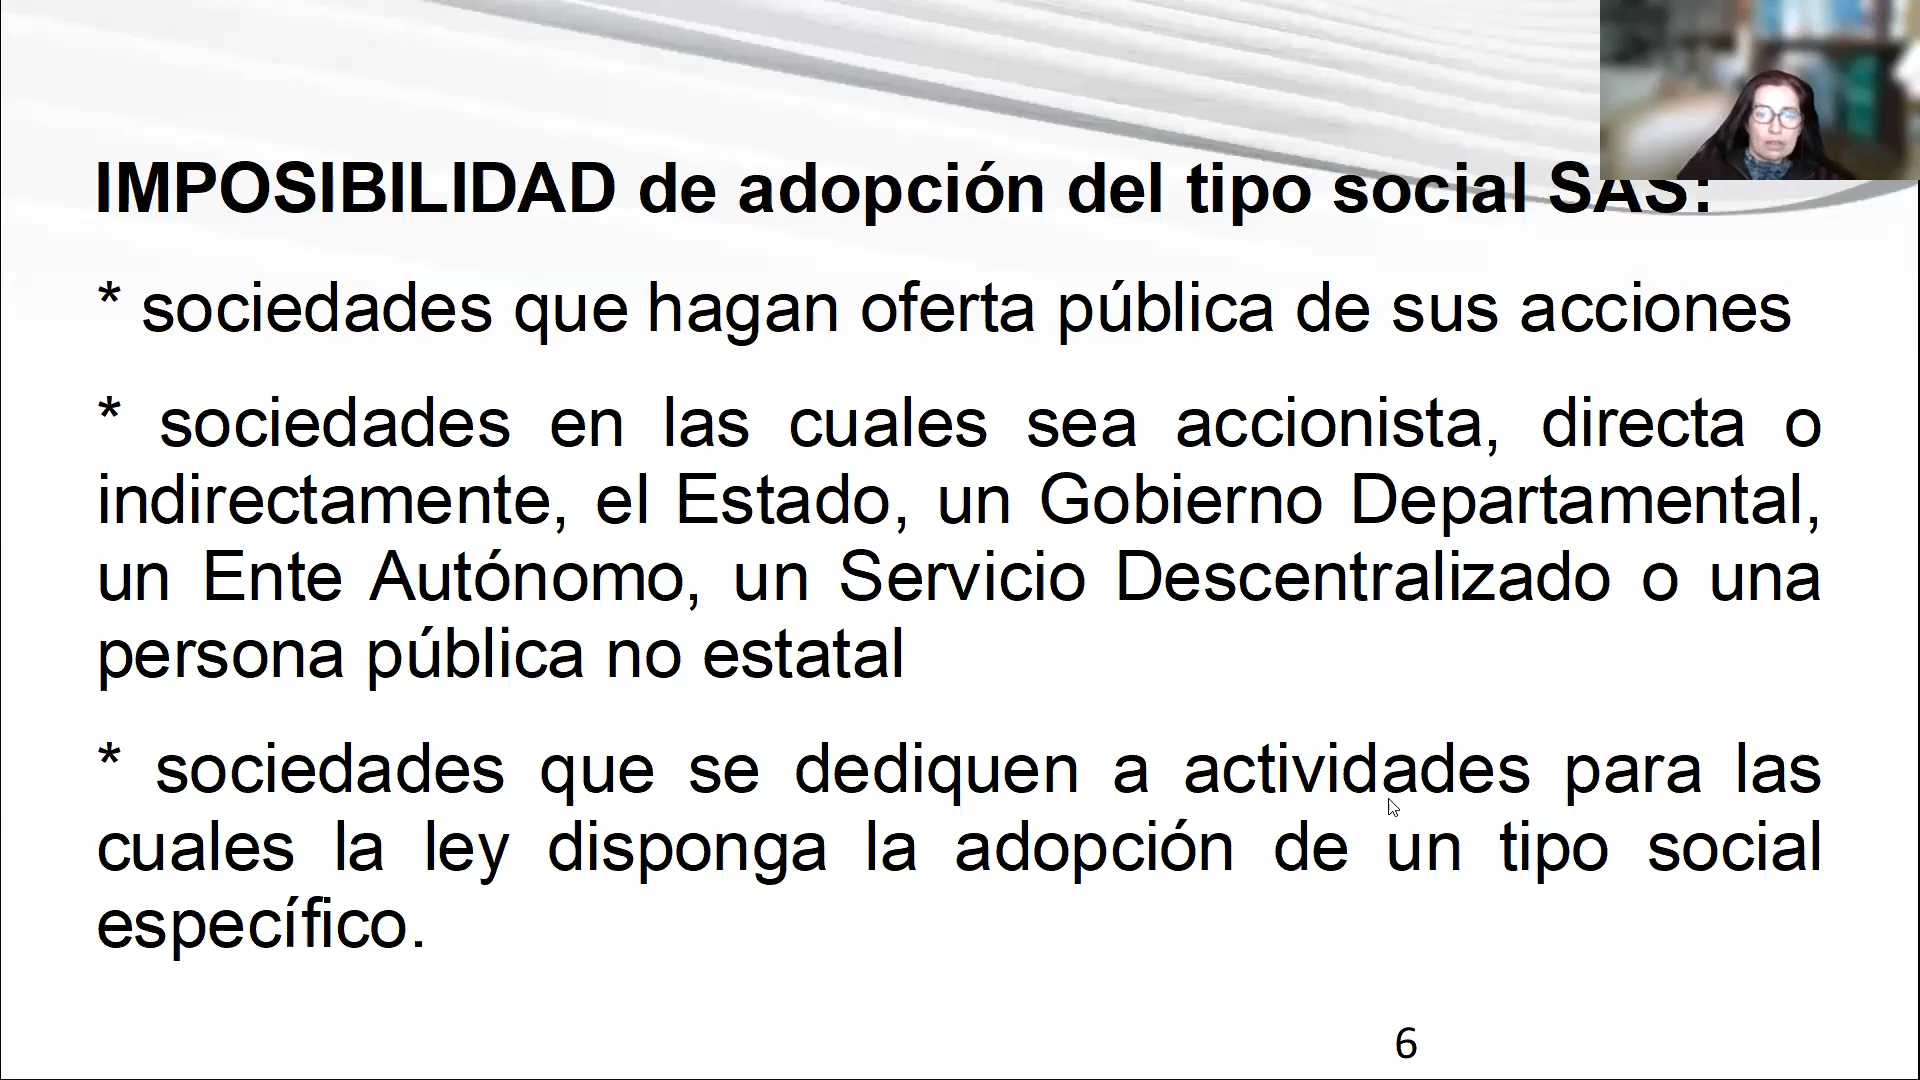 IMPOSIBILIDAD de adopción del tipo social SAS:
* sociedades que hagan oferta pública de sus acciones
* sociedades en las cuales sea accionista, directa o
indirectamente, el Estado, un Gobierno Departamental,
un Ente Autónomo, un Servicio Descentralizado o una
persona pública no estatal
* sociedades que se dediquen a actividades para las
cuales la ley disponga la adopción de un tipo social
específico.
6